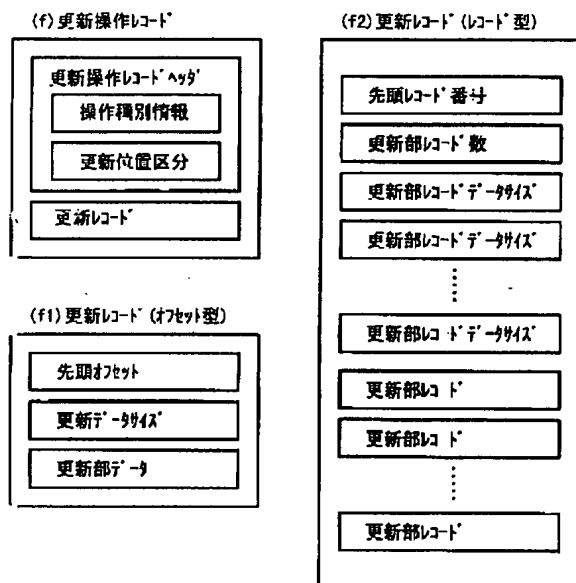 (f)更新操作ﾚｺｰﾄﾞ
更新操作ﾚｺｰﾄﾞﾍｯﾀﾞ
操作種別情報
更新位置区分
更新ﾚｺｰﾄﾞ
(f1)更新ﾚｺｰﾄﾞ(ｵﾌｾｯﾄ型)
先頭ｵﾌｾｯﾄ
更新ﾃﾞｰﾀｻｲｽﾞ
更新部ﾃﾞｰﾀ
(f2)更新ﾚｺｰﾄﾞ(ﾚｺｰﾄﾞ型)
先頭ﾚｺｰﾄﾞ番号
更新部ﾚｺｰﾄﾞ数
更新部ﾚｺｰﾄﾞﾃﾞｰﾀｻｲｽﾞ
更新部ﾚｺｰﾄﾞﾃﾞｰﾀｻｲｽﾞ
更新部ﾚｺｰﾄﾞﾃﾞｰﾀｻｲｽﾞ
更新部ﾚｺｰﾄﾞ
更新部ﾚｺｰﾄﾞ
更新部ﾚｺｰﾄﾞ